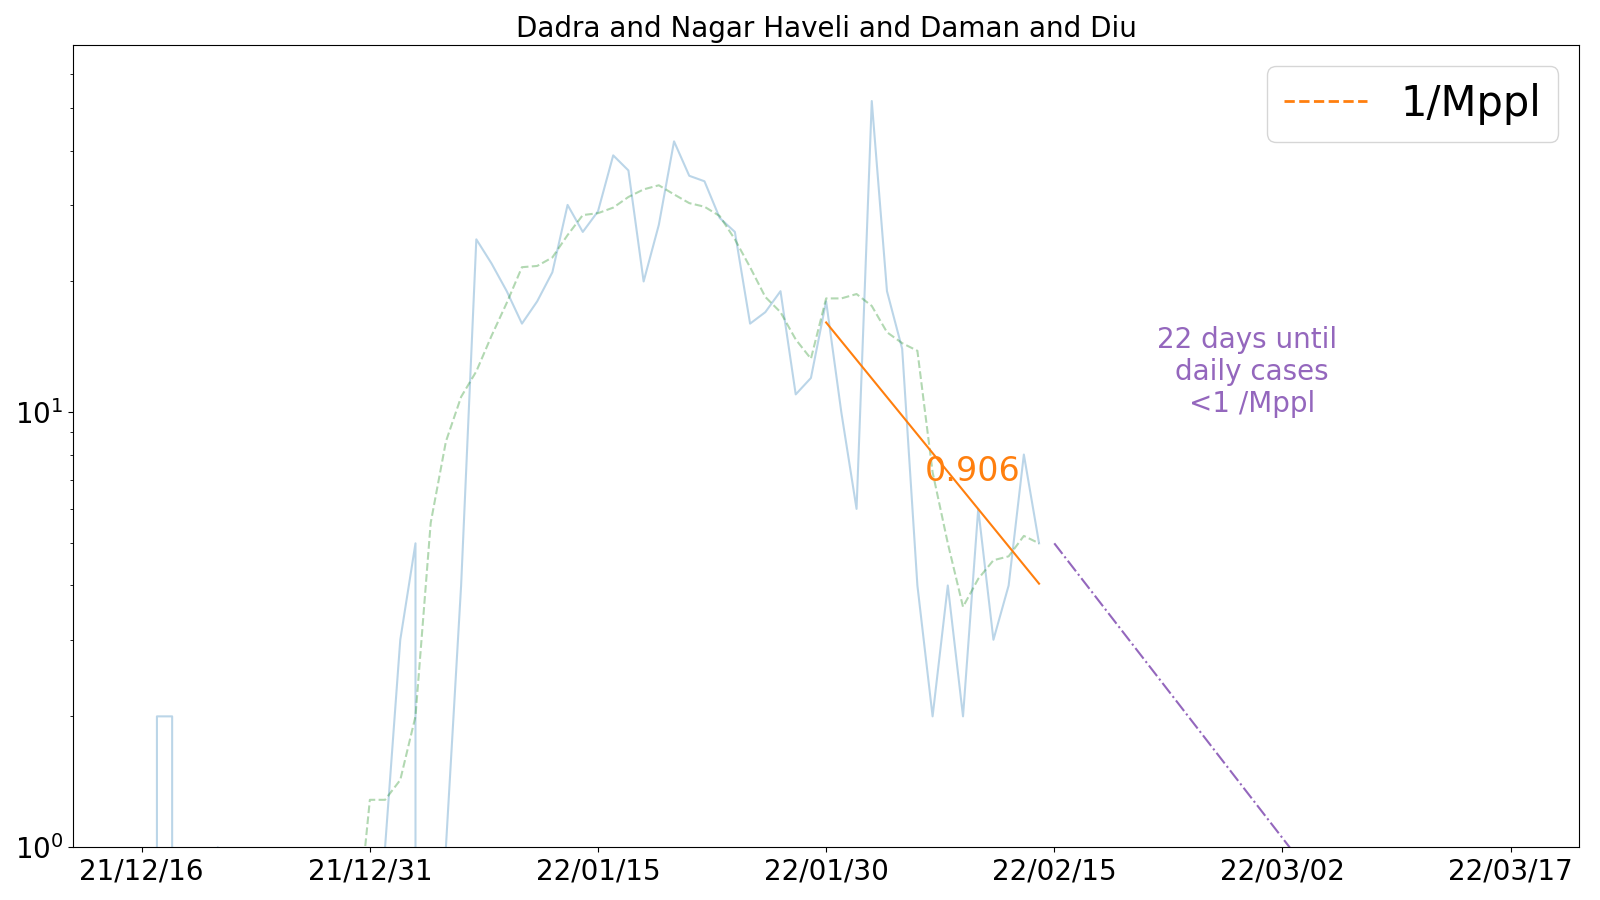 Dadra and Nagar Haveli and Daman and Diu
1/Mppl
22 days until
daily cases
<1 /Mppl
10¹
0.906
10⁰
21/12/16 21/12/31 22/01/15 22/01/30 22/02/15 22/03/02 22/03/17